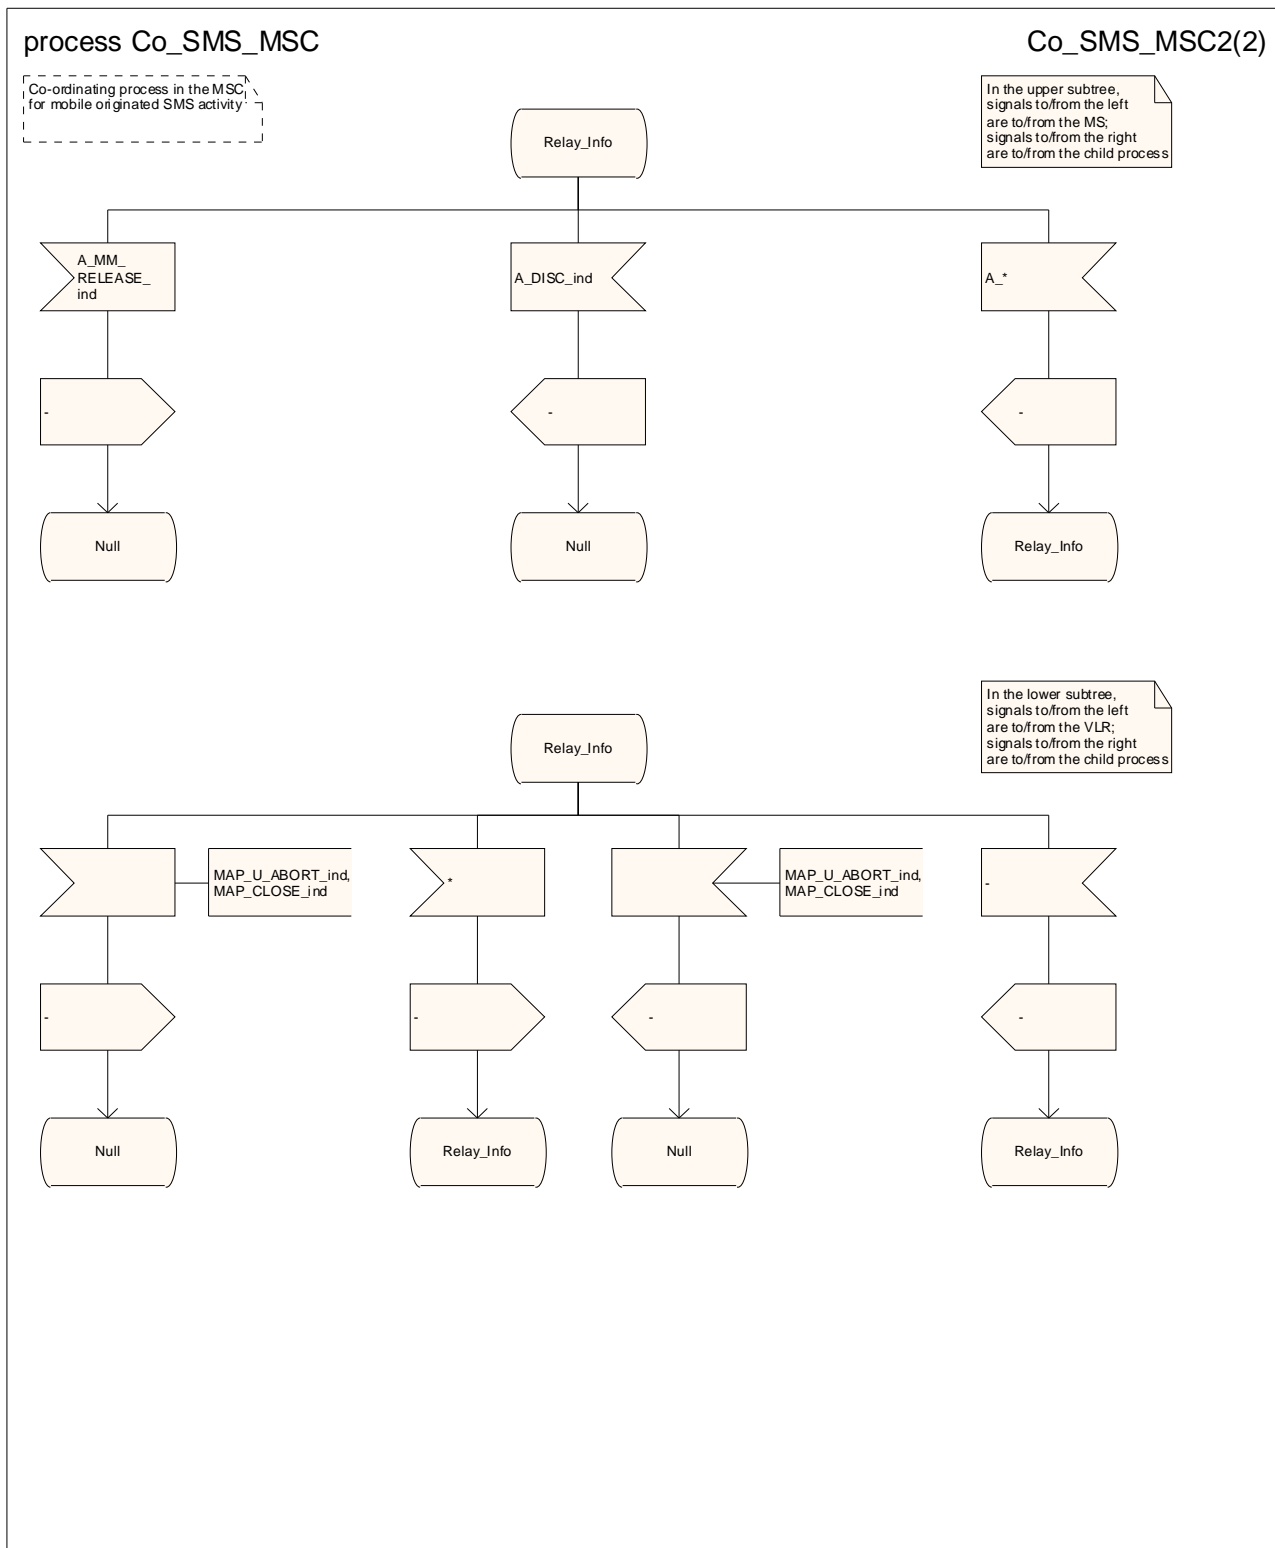 process Co_SMS_MSC
Co_SMS_MSC2(2)
Co-ordinating process in the MSC
for mobile originated SMS activity
In the upper subtree,
signals to/from the left
are to/from the MS;
signals to/from the right
are to/from the child process
Relay_Info
A_MM_
RELEASE_
ind
A_DISC_ind
A_*
-
-
-
Null
Null
Relay_Info
In the lower subtree,
signals to/from the left
are to/from the VLR;
signals to/from the right
are to/from the child process
Relay_Info
MAP_U_ABORT_ind,
MAP_CLOSE_ind
*
MAP_U_ABORT_ind,
MAP_CLOSE_ind
-
-
-
-
-
Null
Relay_Info
Null
Relay_Info